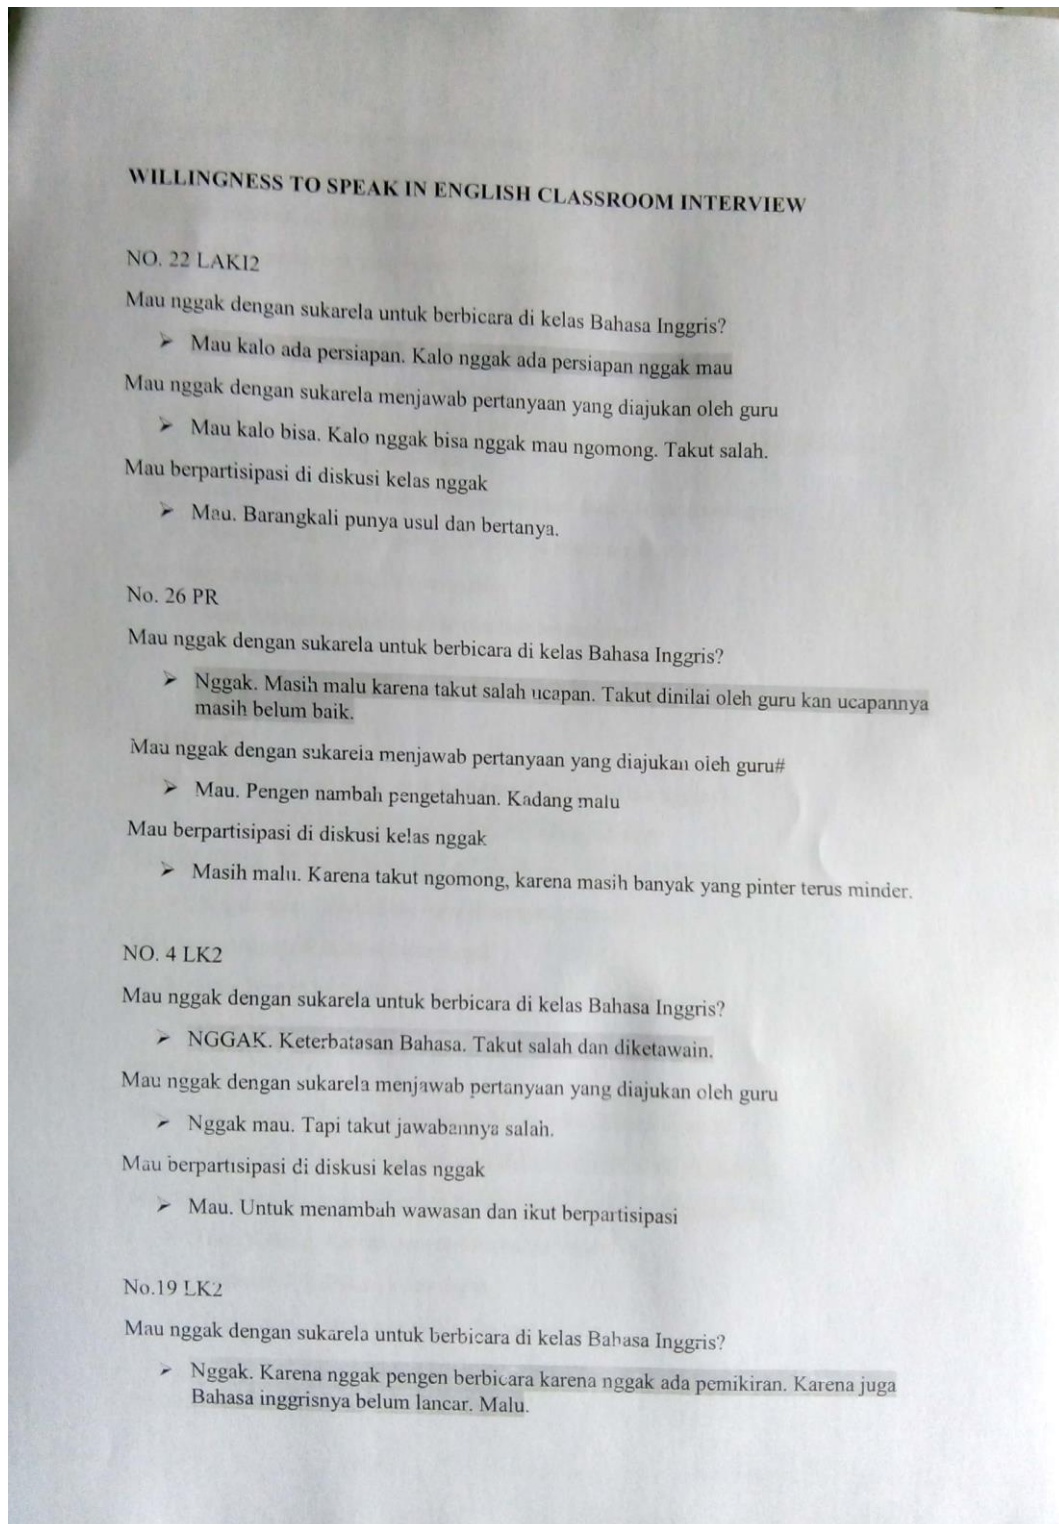 WILLINGNESS TO SPEAK IN ENGLISH CLASSROOM INTERVIEW
NO. 22 LAKI2
Mau nggak dengan sukarela untuk berbicara di kelas Bahasa Inggris?
➢ Mau kalo ada persiapan. Kalo nggak ada persiapan nggak mau
Mau nggak dengan sukarela menjawab pertanyaan yang diajukan oleh guru
➢ Mau kalo bisa. Kalo nggak bisa nggak mau ngomong. Takut salah.
Mau berpartisipasi di diskusi kelas nggak
➢ Mau. Barangkali punya usul dan bertanya.
No. 26 PR
Mau nggak dengan sukarela untuk berbicara di kelas Bahasa Inggris?
➢ Nggak. Masih malu karena takut salah ucapan. Takut dinilai oleh guru kan ucapannya
masih belum baik.
Mau nggak dengan sukarela menjawab pertanyaan yang diajukan oleh guru#
➢ Mau. Pengen nambah pengetahuan. Kadang malu
Mau berpartisipasi di diskusi kelas nggak
➢ Masih malu. Karena takut ngomong, karena masih banyak yang pinter terus minder.
NO. 4 LK2
Mau nggak dengan sukarela untuk berbicara di kelas Bahasa Inggris?
➢ NGGAK. Keterbatasan Bahasa. Takut salah dan diketawain.
Mau nggak dengan sukarela menjawab pertanyaan yang diajukan oleh guru
➢ Nggak mau. Tapi takut jawabannya salah.
Mau berpartisipasi di diskusi kelas nggak
➢ Mau. Untuk menambah wawasan dan ikut berpartisipasi
No.19 LK2
Mau nggak dengan sukarela untuk berbicara di kelas Bahasa Inggris?
➢ Nggak. Karena nggak pengen berbicara karena nggak ada pemikiran. Karena juga
Bahasa inggrisnya belum lancar. Malu.